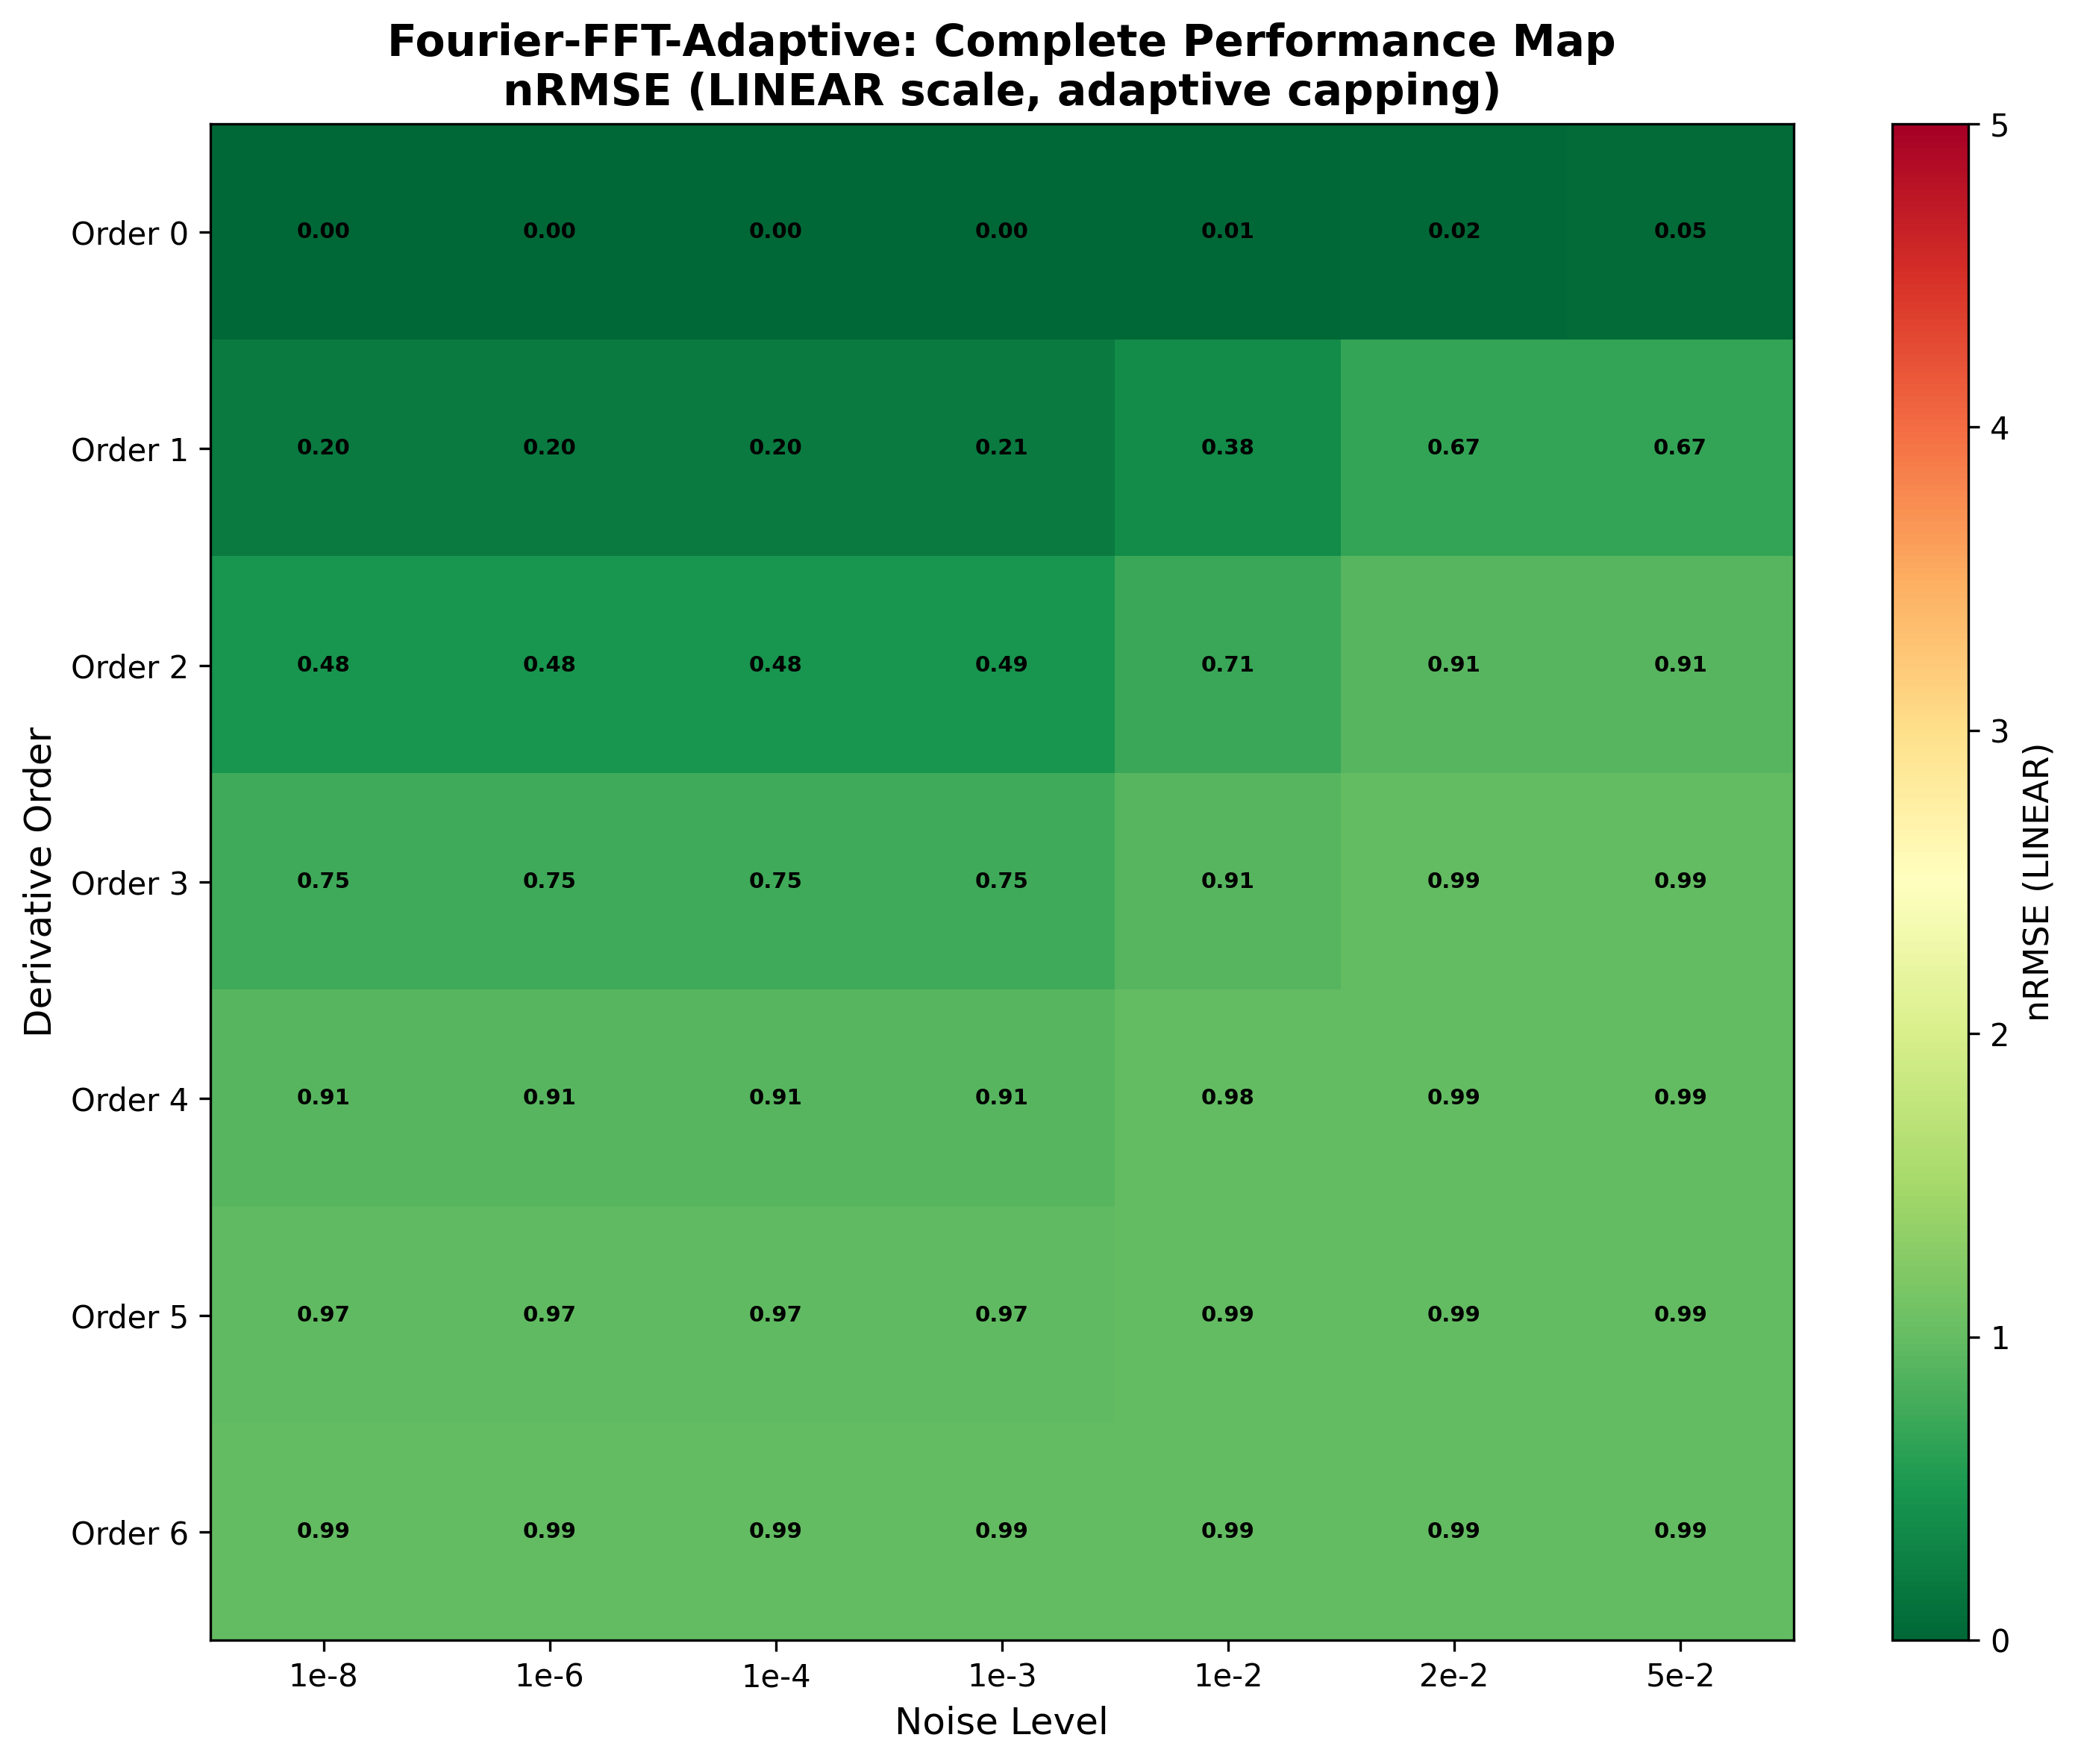 Fourier-FFT-Adaptive: Complete Performance Map
nRMSE (LINEAR scale, adaptive capping)
Derivative Order
Order 0 0.00 0.00 0.00 0.00 0.01 0.02 0.05
Order 1 0.20 0.20 0.20 0.21 0.38 0.67 0.67
Order 2 0.48 0.48 0.48 0.49 0.71 0.91 0.91
Order 3 0.75 0.75 0.75 0.75 0.91 0.99 0.99
Order 4 0.91 0.91 0.91 0.91 0.98 0.99 0.99
Order 5 0.97 0.97 0.97 0.97 0.99 0.99 0.99
Order 6 0.99 0.99 0.99 0.99 0.99 0.99 0.99
1e-8 1e-6 1e-4 1e-3 1e-2 2e-2 5e-2
Noise Level
5
4
3
2
1
0
nRMSE (LINEAR)